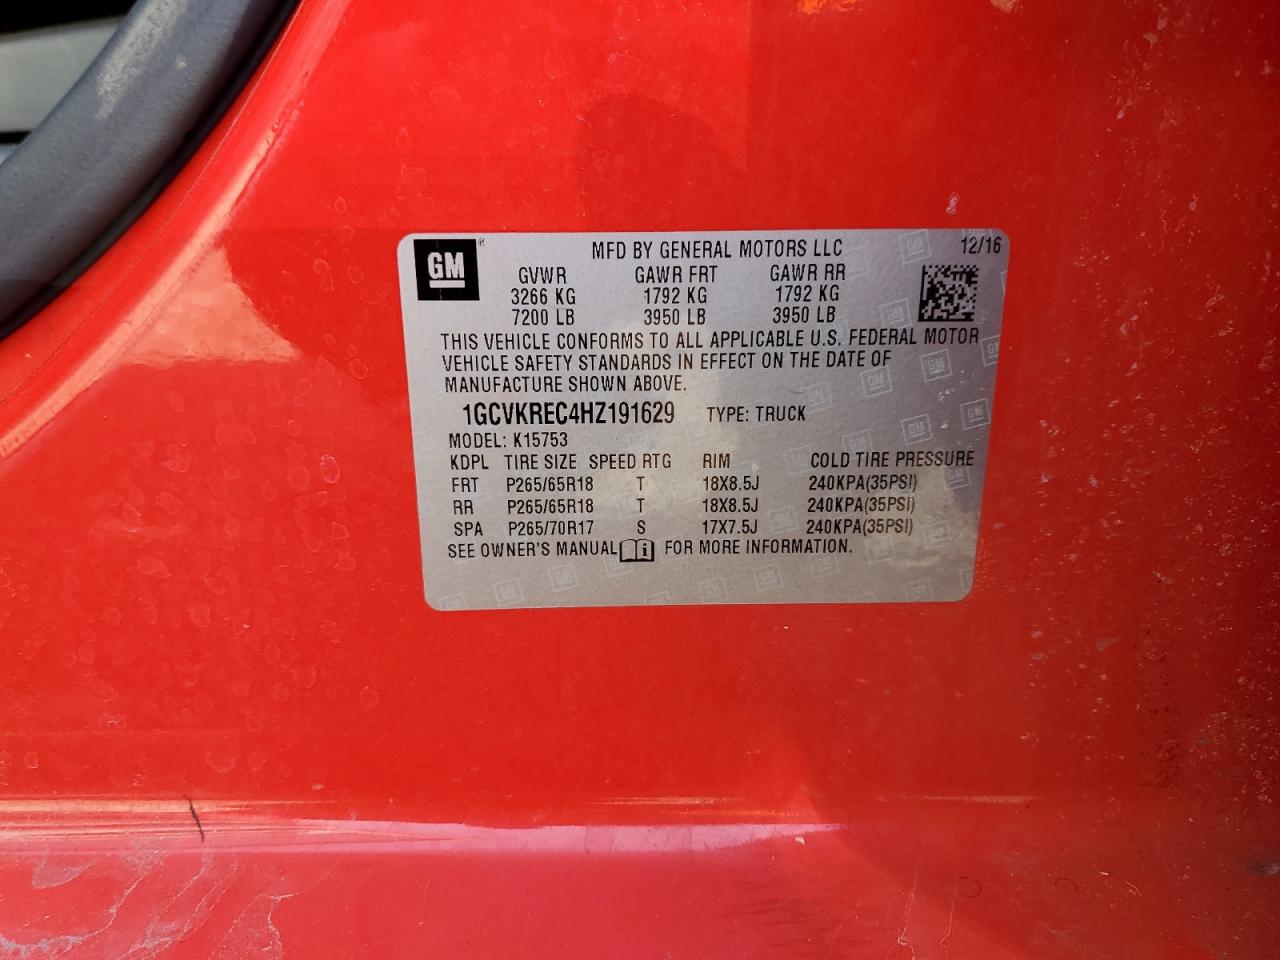 GM ® MFD BY GENERAL MOTORS LLC 12/16
GVWR GAWR FRT GAWR RR
3266 KG 1792 KG 1792 KG
7200 LB 3950 LB 3950 LB
THIS VEHICLE CONFORMS TO ALL APPLICABLE U.S. FEDERAL MOTOR
VEHICLE SAFETY STANDARDS IN EFFECT ON THE DATE OF
MANUFACTURE SHOWN ABOVE.
1GCVKREC4HZ191629 TYPE: TRUCK
MODEL: K15753
KDPL TIRE SIZE SPEED RTG RIM COLD TIRE PRESSURE
FRT P265/65R18 T 18X8.5J 240KPA(35PSI)
RR P265/65R18 T 18X8.5J 240KPA(35PSI)
SPA P265/70R17 S 17X7.5J 240KPA(35PSI)
SEE OWNER'S MANUAL i FOR MORE INFORMATION.